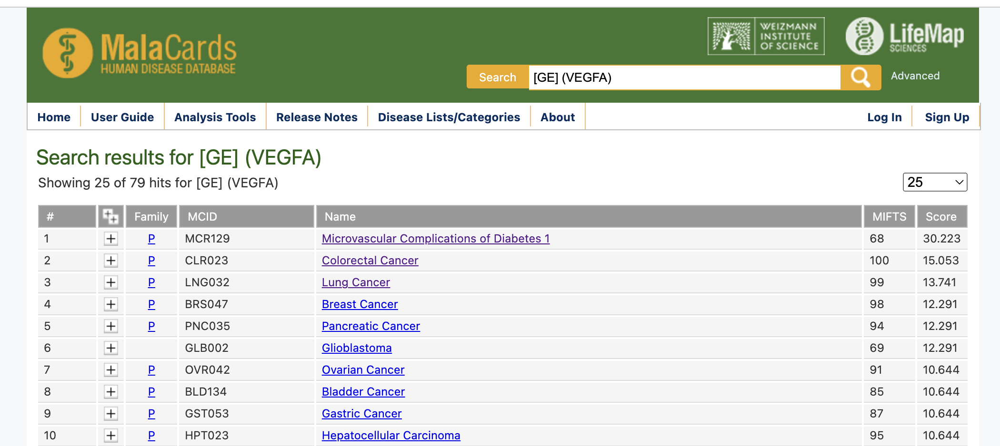 MalaCards
HUMAN DISEASE DATABASE
WEIZMANN
INSTITUTE
OF SCIENCE
LifeMap
SCIENCES
Search [GE] (VEGFA) Advanced
Home User Guide Analysis Tools Release Notes Disease Lists/Categories About Log In Sign Up
Search results for [GE] (VEGFA)
Showing 25 of 79 hits for [GE] (VEGFA) 25
# Family MCID Name MIFTS Score
1 + P MCR129 Microvascular Complications of Diabetes 1 68 30.223
2 + P CLR023 Colorectal Cancer 100 15.053
3 + P LNG032 Lung Cancer 99 13.741
4 + P BRS047 Breast Cancer 98 12.291
5 + P PNC035 Pancreatic Cancer 94 12.291
6 + GLB002 Glioblastoma 69 12.291
7 + P OVR042 Ovarian Cancer 91 10.644
8 + P BLD134 Bladder Cancer 85 10.644
9 + P GST053 Gastric Cancer 87 10.644
10 + P HPT023 Hepatocellular Carcinoma 95 10.644